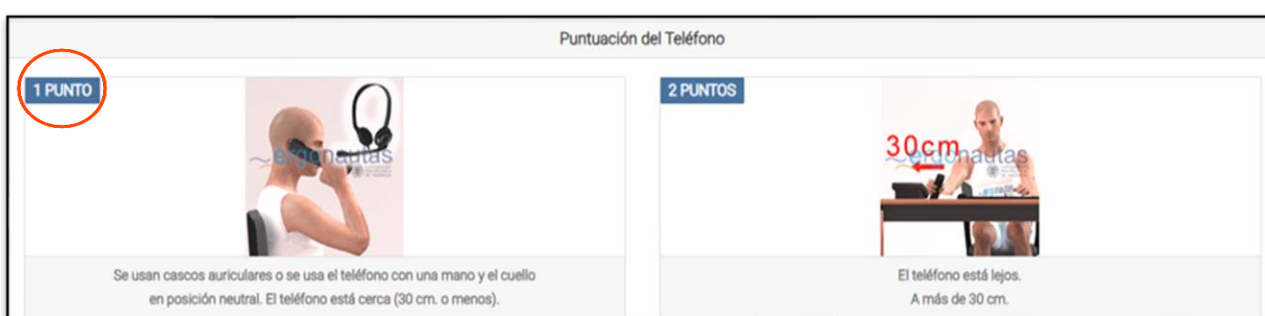 Puntuación del Teléfono
1 PUNTO
~ergonautas
Se usan cascos auriculares o se usa el teléfono con una mano y el cuello
en posición neutral. El teléfono está cerca (30 cm. o menos).
2 PUNTOS
30cm
~ergonautas
El teléfono está lejos.
A más de 30 cm.